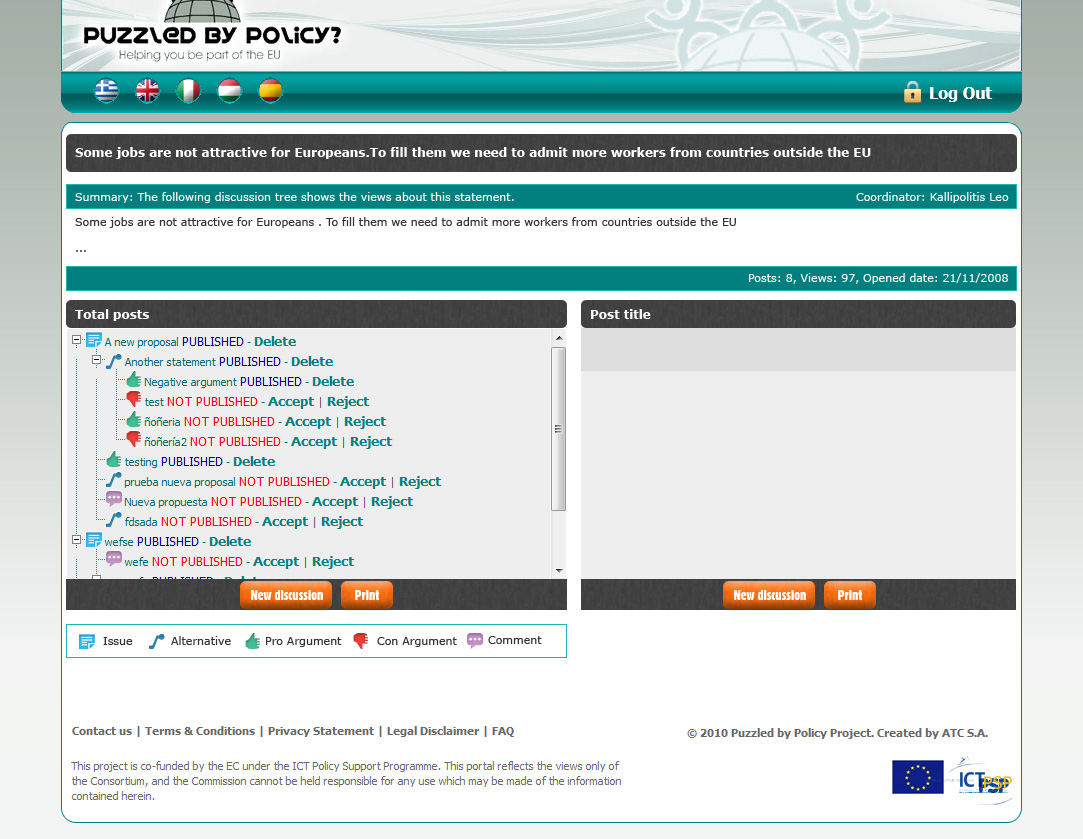 PUZZLED BY POLICY?
Helping you be part of the EU
Log Out
Some jobs are not attractive for Europeans.To fill them we need to admit more workers from countries outside the EU
Summary: The following discussion tree shows the views about this statement. Coordinator: Kallipolitis Leo
Some jobs are not attractive for Europeans . To fill them we need to admit more workers from countries outside the EU
...
Posts: 8, Views: 97, Opened date: 21/11/2008
Total posts
A new proposal PUBLISHED - Delete
Another statement PUBLISHED - Delete
Negative argument PUBLISHED - Delete
test NOT PUBLISHED - Accept | Reject
ñoñeria NOT PUBLISHED - Accept | Reject
ñoñería2 NOT PUBLISHED - Accept | Reject
testing PUBLISHED - Delete
prueba nueva proposal NOT PUBLISHED - Accept | Reject
Nueva propuesta NOT PUBLISHED - Accept | Reject
fdsada NOT PUBLISHED - Accept | Reject
wefse PUBLISHED - Delete
wefe NOT PUBLISHED - Accept | Reject
New discussion Print
Post title
New discussion Print
Issue Alternative Pro Argument Con Argument Comment
Contact us | Terms & Conditions | Privacy Statement | Legal Disclaimer | FAQ
© 2010 Puzzled by Policy Project. Created by ATC S.A.
This project is co-funded by the EC under the ICT Policy Support Programme. This portal reflects the views only of
the Consortium, and the Commission cannot be held responsible for any use which may be made of the information
contained herein.
ICT PSP